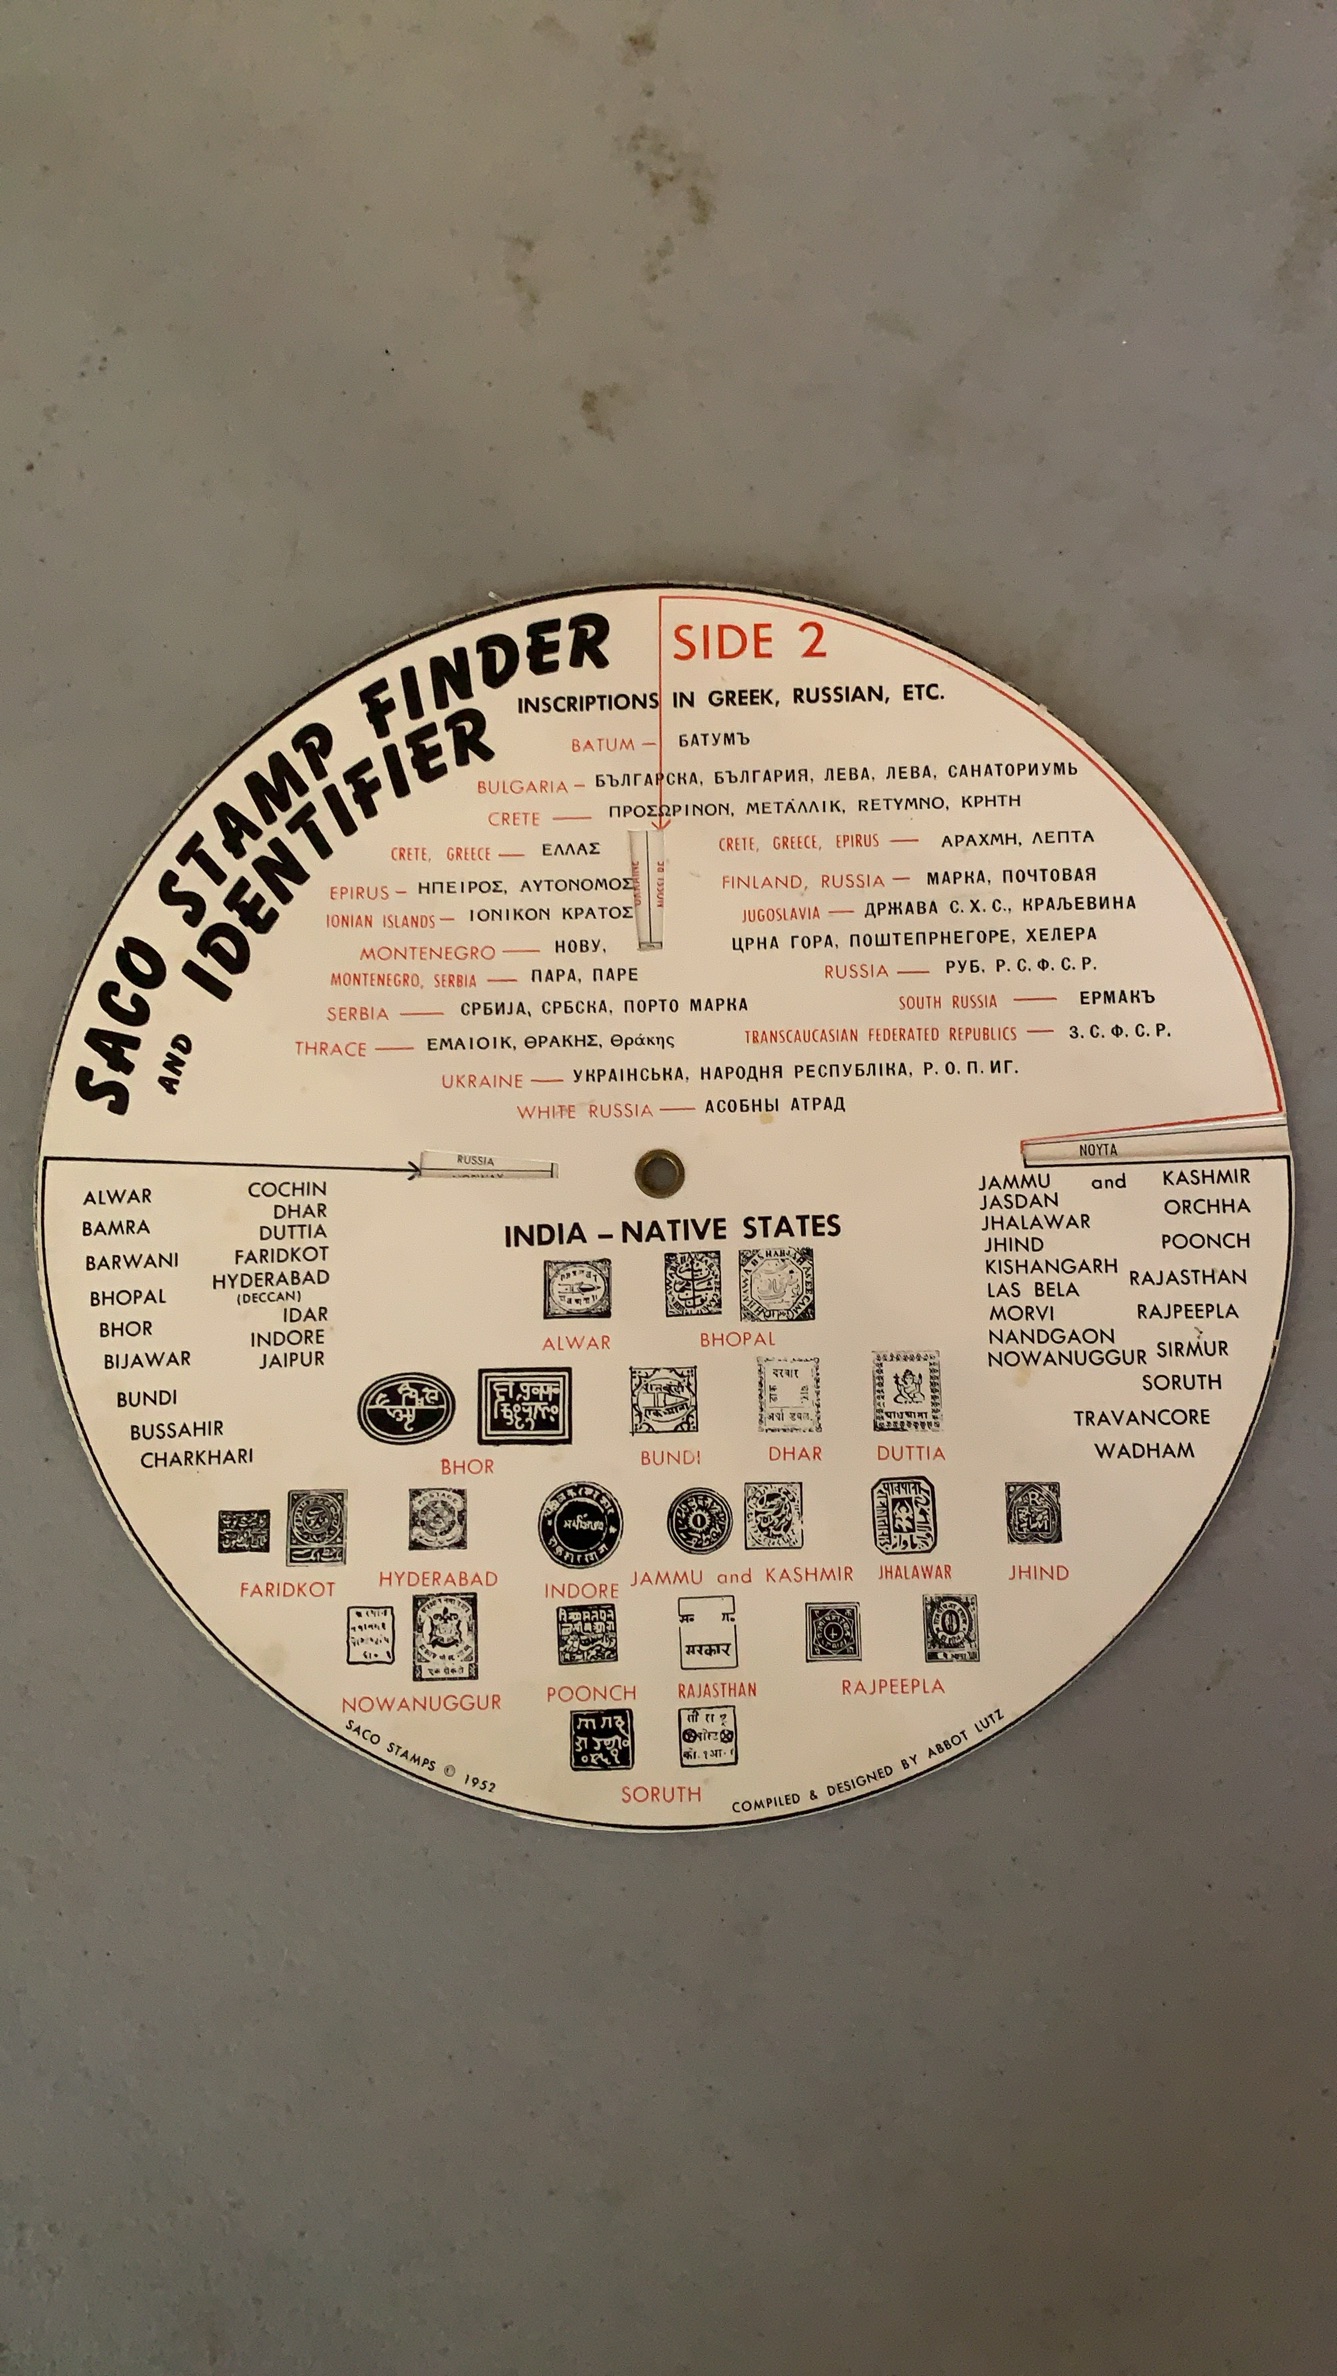 SACO STAMP FINDER
AND IDENTIFIER
SIDE 2
INSCRIPTIONS IN GREEK, RUSSIAN, ETC.
BATUM — БАТУМЪ
BULGARIA — БЪЛГАРСКА, БЪЛГАРИЯ, ЛЕВА, ЛЕВА, САНАТОРИУМЬ
CRETE — ΠΡΟΣΩΡΙΝΟΝ, ΜΕΤΑΛΛΙΚ, RETYMNO, ΚΡΗΤΗ
CRETE, GREECE — ΕΛΛΑΣ
CRETE, GREECE, EPIRUS — ΑΡΑΧΜΗ, ΛΕΠΤΑ
EPIRUS — ΗΠΕΙΡΟΣ, ΑΥΤΟΝΟΜΟΣ
FINLAND, RUSSIA — МАРКА, ПОЧТОВАЯ
IONIAN ISLANDS — ΙΟΝΙΚΟΝ ΚΡΑΤΟΣ
JUGOSLAVIA — ДРЖАВА С.Х.С., КРАЉЕВИНА
MONTENEGRO — НОВУ, ЦРНА ГОРА, ПОШТЕПРНЕГОРЕ, ХЕЛЕРА
MONTENEGRO, SERBIA — ПАРА, ПАРЕ
RUSSIA — РУБ, Р.С.Ф.С.Р.
SERBIA — СРБИЈА, СРБСКА, ПОРТО МАРКА
SOUTH RUSSIA — ЕРМАКЪ
THRACE — ΕΜΑΙΟΙΚ, ΘΡΑΚΗΣ, Θράκης
TRANSCAUCASIAN FEDERATED REPUBLICS — З.С.Ф.С.Р.
UKRAINE — УКРАIНСЬКА, НАРОДНЯ РЕСПУБЛIКА, Р.О.П.ИГ.
WHITE RUSSIA — АСОБНЫ АТРАД
UKRAINE
RUSSIA
NOYTA
ALWAR
BAMRA
BARWANI
BHOPAL
BHOR
BIJAWAR
BUNDI
BUSSAHIR
CHARKHARI
COCHIN
DHAR
DUTTIA
FARIDKOT
HYDERABAD
(DECCAN)
IDAR
INDORE
JAIPUR
INDIA – NATIVE STATES
JAMMU and KASHMIR
JASDAN
JHALAWAR
JHIND
KISHANGARH
LAS BELA
MORVI
NANDGAON
NOWANUGGUR
ORCHHA
POONCH
RAJASTHAN
RAJPEEPLA
SIRMUR
SORUTH
TRAVANCORE
WADHAM
ALWAR
BHOPAL
BHOR
BUNDI
DHAR
DUTTIA
FARIDKOT
HYDERABAD
INDORE
JAMMU and KASHMIR
JHALAWAR
JHIND
सरकार
NOWANUGGUR
POONCH
RAJASTHAN
RAJPEEPLA
SORUTH
SACO STAMPS © 1952
COMPILED & DESIGNED BY ABBOT LUTZ